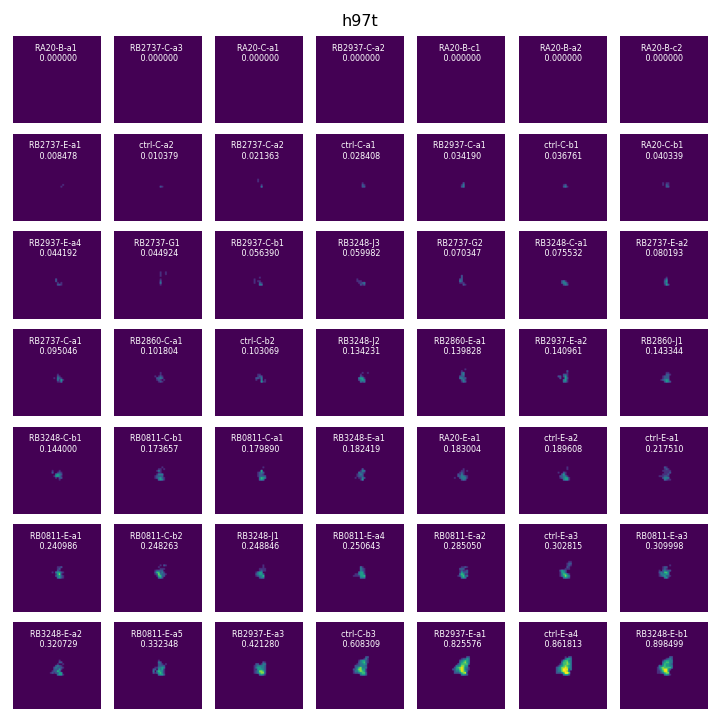 h97t
RA20-B-a1
0.000000
RB2737-C-a3
0.000000
RA20-C-a1
0.000000
RB2937-C-a2
0.000000
RA20-B-c1
0.000000
RA20-B-a2
0.000000
RA20-B-c2
0.000000
RB2737-E-a1
0.008478
ctrl-C-a2
0.010379
RB2737-C-a2
0.021363
ctrl-C-a1
0.028408
RB2937-C-a1
0.034190
ctrl-C-b1
0.036761
RA20-C-b1
0.040339
RB2937-E-a4
0.044192
RB2737-G1
0.044924
RB2937-C-b1
0.056390
RB3248-J3
0.059982
RB2737-G2
0.070347
RB3248-C-a1
0.075532
RB2737-E-a2
0.080193
RB2737-C-a1
0.095046
RB2860-C-a1
0.101804
ctrl-C-b2
0.103069
RB3248-J2
0.134231
RB2860-E-a1
0.139828
RB2937-E-a2
0.140961
RB2860-J1
0.143344
RB3248-C-b1
0.144000
RB0811-C-b1
0.173657
RB0811-C-a1
0.179890
RB3248-E-a1
0.182419
RA20-E-a1
0.183004
ctrl-E-a2
0.189608
ctrl-E-a1
0.217510
RB0811-E-a1
0.240986
RB0811-C-b2
0.248263
RB3248-J1
0.248846
RB0811-E-a4
0.250643
RB0811-E-a2
0.285050
ctrl-E-a3
0.302815
RB0811-E-a3
0.309998
RB3248-E-a2
0.320729
RB0811-E-a5
0.332348
RB2937-E-a3
0.421280
ctrl-C-b3
0.608309
RB2937-E-a1
0.825576
ctrl-E-a4
0.861813
RB3248-E-b1
0.898499